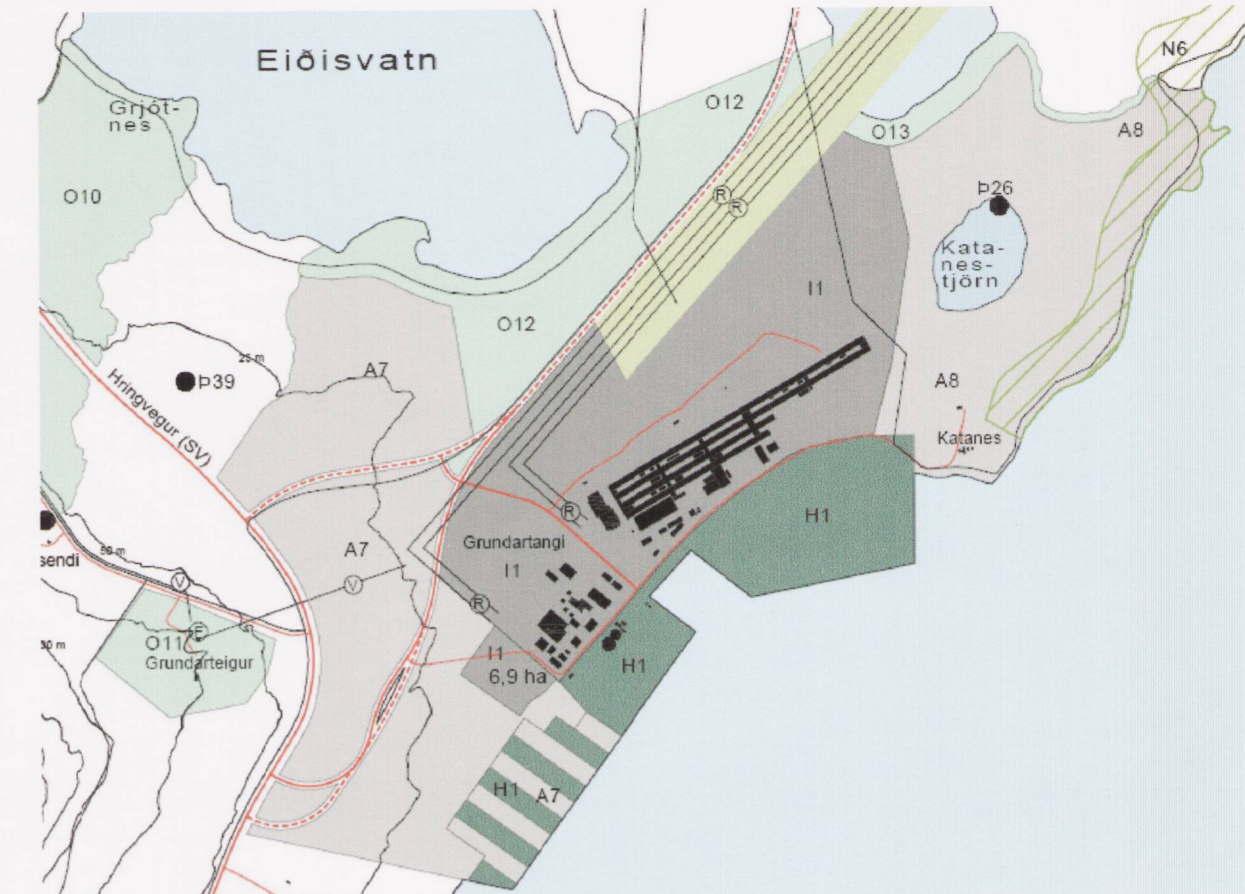 Eiðisvatn
N6
Grjót-
nes
O12
O13
A8
O10
Þ26
R
R
Kata-
nes-
tjörn
I1
O12
25 m
A7
Þ39
A8
Hringvegur (SV)
Katanes
R
H1
sendi
50 m
A7
Grundartangi
I1
V
V
R
F
O11
Grundarteigur
I1
6,9 ha
H1
H1
A7